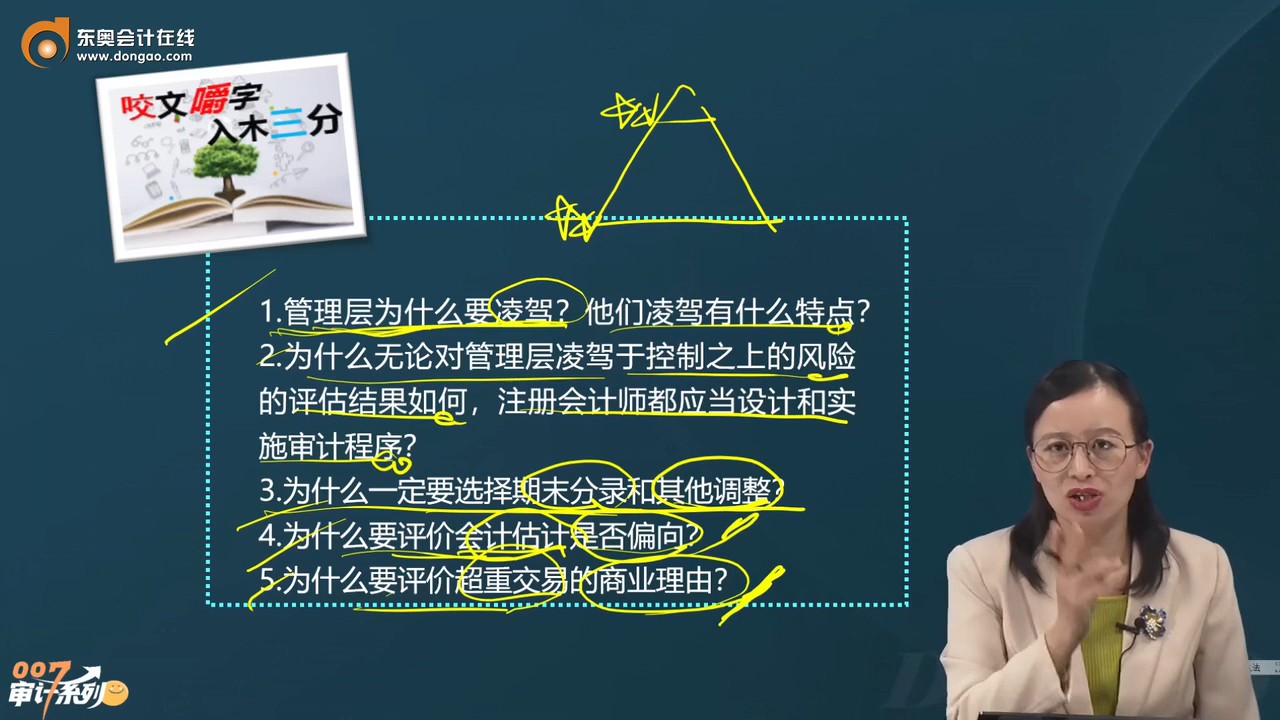 东奥会计在线
www.dongao.com
咬文嚼字
入木三分
1.管理层为什么要凌驾？他们凌驾有什么特点？
2.为什么无论对管理层凌驾于控制之上的风险
的评估结果如何，注册会计师都应当设计和实
施审计程序？
3.为什么一定要选择期末分录和其他调整？
4.为什么要评价会计估计是否偏向？
5.为什么要评价超重交易的商业理由？
007
审计系列